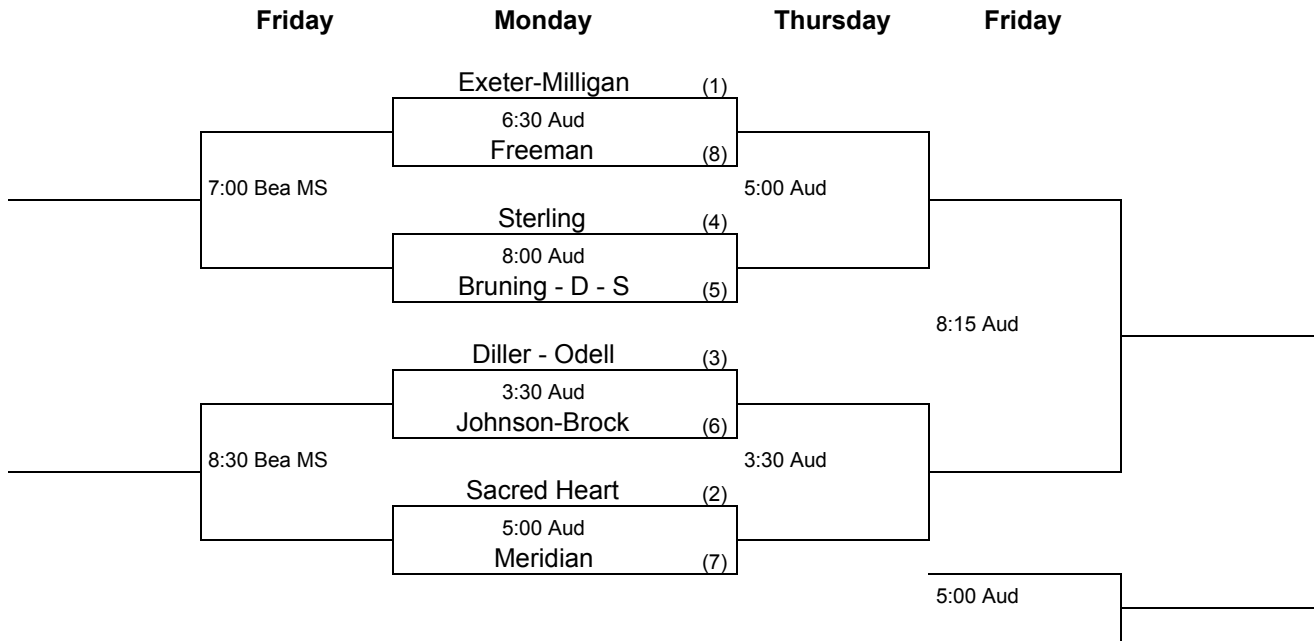 Friday Monday Thursday Friday
Exeter-Milligan (1)
6:30 Aud
Freeman (8)
7:00 Bea MS 5:00 Aud
Sterling (4)
8:00 Aud
Bruning - D - S (5)
8:15 Aud
Diller - Odell (3)
3:30 Aud
Johnson-Brock (6)
8:30 Bea MS 3:30 Aud
Sacred Heart (2)
5:00 Aud
Meridian (7)
5:00 Aud